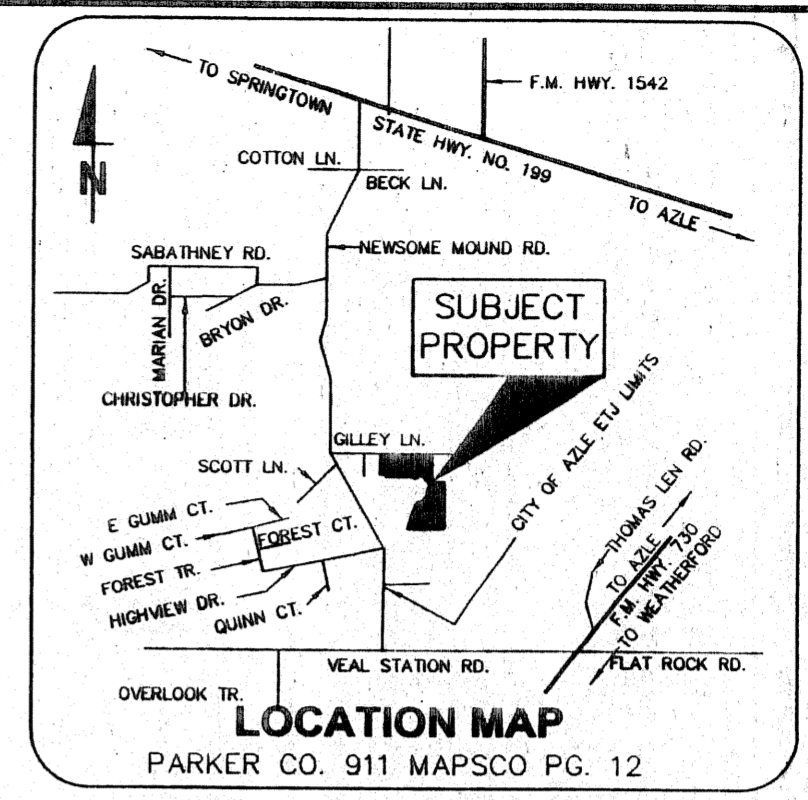 TO SPRINGTOWN
F.M. HWY. 1542
STATE HWY. NO. 199
COTTON LN.
BECK LN.
N
TO AZLE
SABATHNEY RD.
NEWSOME MOUND RD.
MARIAN DR.
BRYON DR.
SUBJECT
PROPERTY
CHRISTOPHER DR.
CITY OF AZLE ETJ LIMITS
GILLEY LN.
SCOTT LN.
THOMAS LEN RD.
E GUMM CT.
W GUMM CT.
FOREST CT.
TO AZLE
F.M. HWY. 730
TO WEATHERFORD
FOREST TR.
HIGHVIEW DR.
QUINN CT.
VEAL STATION RD.
FLAT ROCK RD.
OVERLOOK TR.
LOCATION MAP
PARKER CO. 911 MAPSCO PG. 12